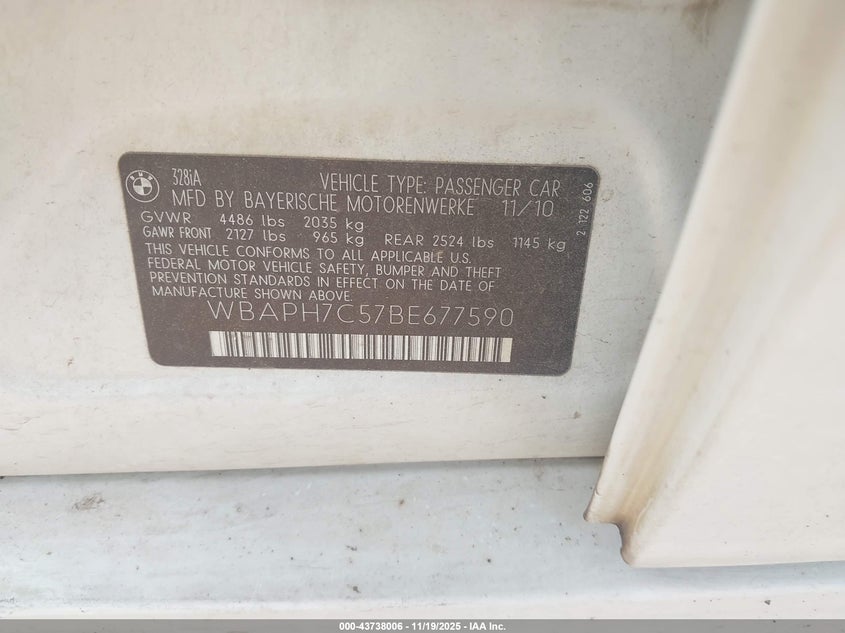 BMW
328iA VEHICLE TYPE: PASSENGER CAR
MFD BY BAYERISCHE MOTORENWERKE 11/10
GVWR 4486 lbs 2035 kg
GAWR FRONT 2127 lbs 965 kg REAR 2524 lbs 1145 kg
THIS VEHICLE CONFORMS TO ALL APPLICABLE U.S.
FEDERAL MOTOR VEHICLE SAFETY, BUMPER AND THEFT
PREVENTION STANDARDS IN EFFECT ON THE DATE OF
MANUFACTURE SHOWN ABOVE.
WBAPH7C57BE677590
2 122 606
000-43738006 - 11/19/2025 - IAA Inc.